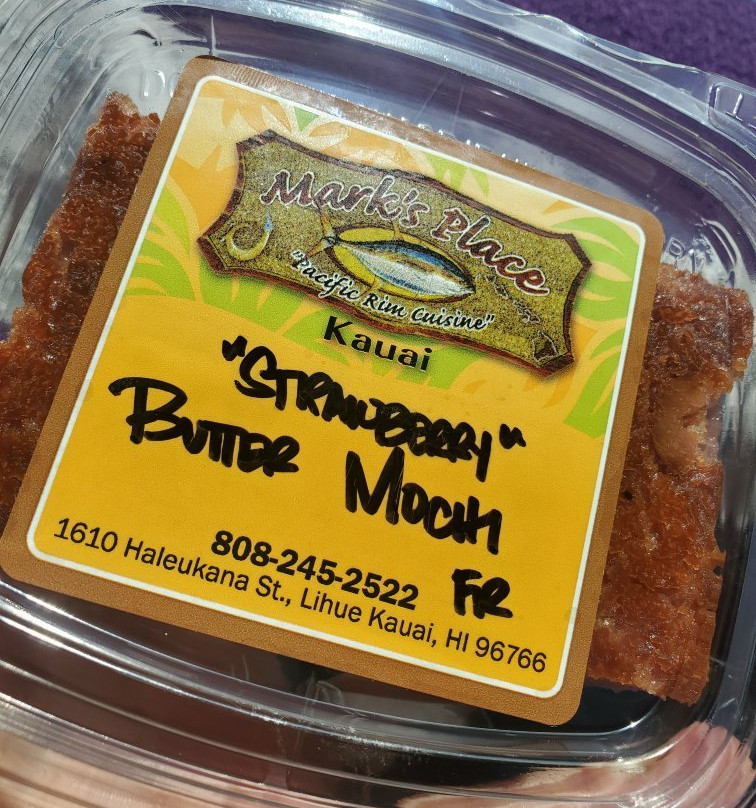 Mark's Place
"Pacific Rim Cuisine"
Kauai
"STRAWBERRY"
BUTTER MOCHI
808-245-2522 FR
1610 Haleukana St., Lihue Kauai, HI 96766